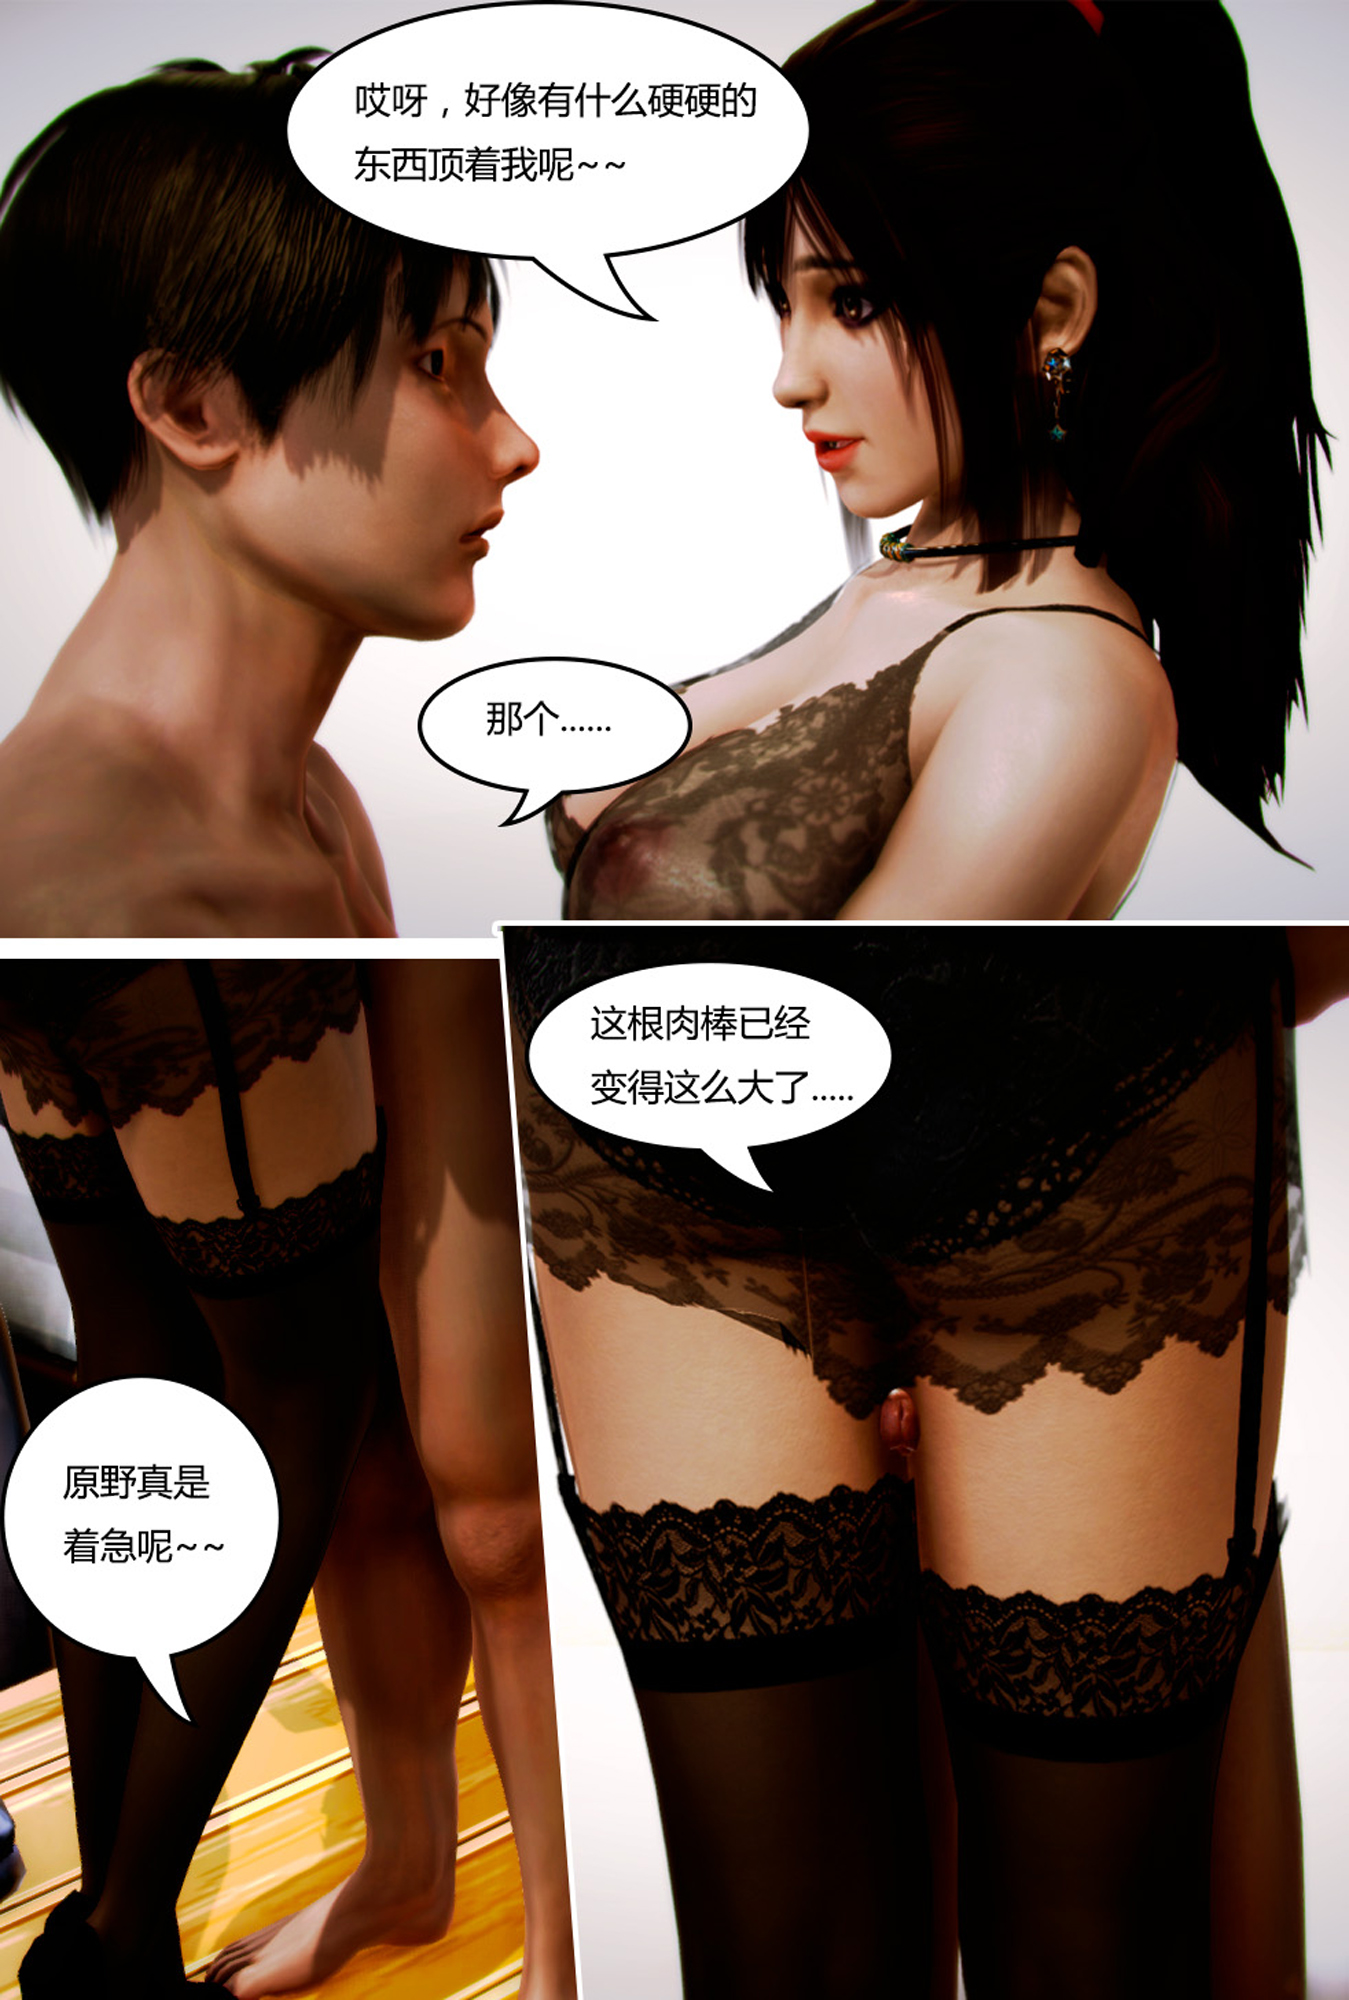 哎呀，好像有什么硬硬的
东西顶着我呢~~
那个......
这根肉棒已经
变得这么大了.....
原野真是
着急呢~~